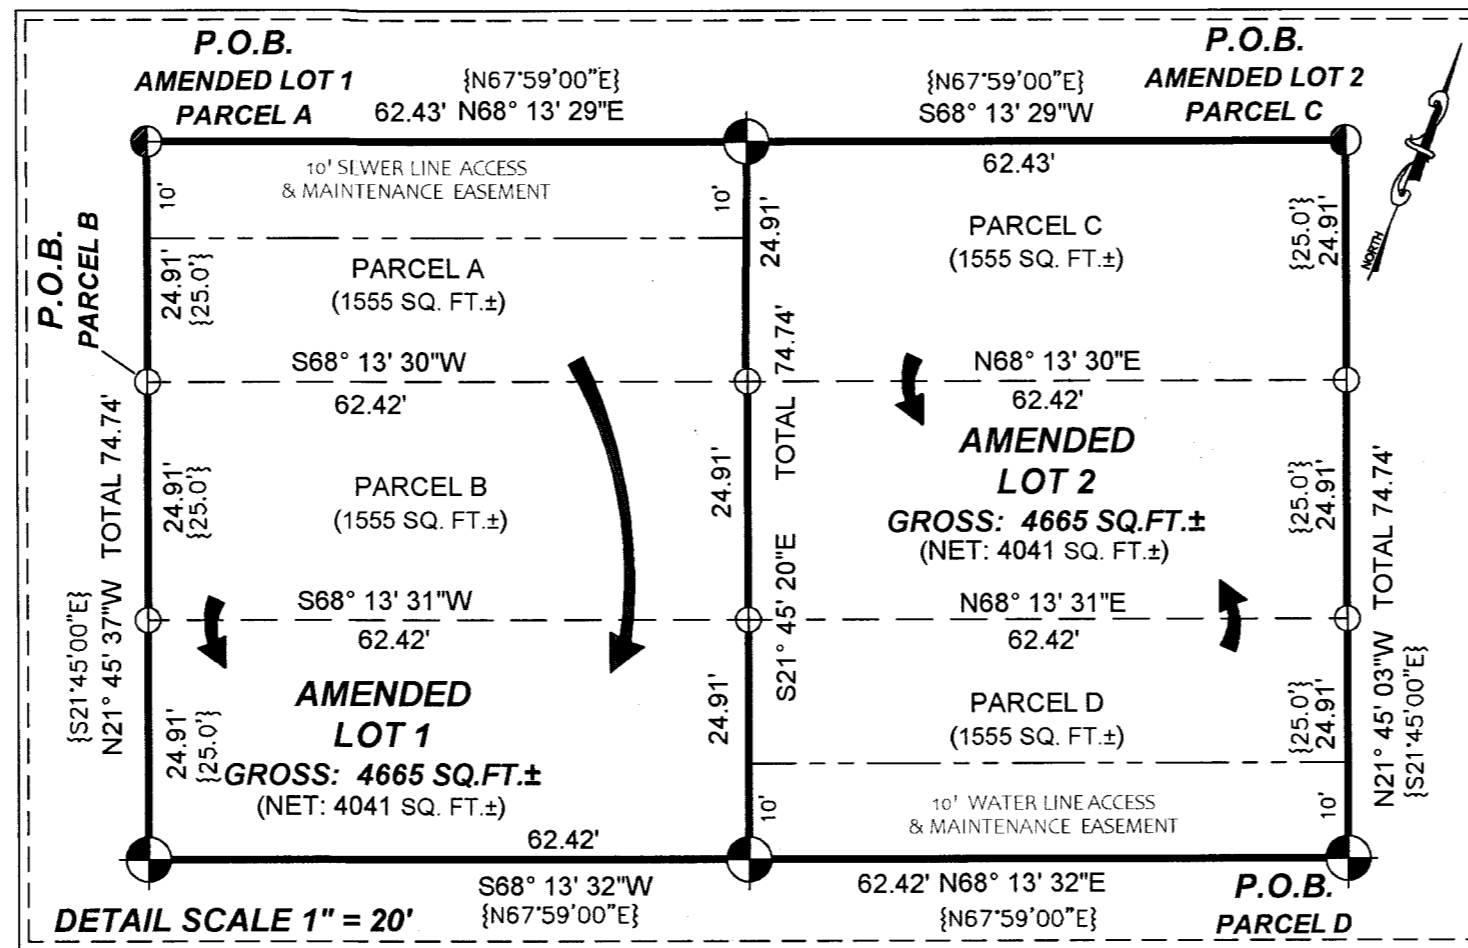 P.O.B.
AMENDED LOT 1
PARCEL A
{N67°59'00"E}
62.43' N68° 13' 29"E
{N67°59'00"E}
S68° 13' 29"W
62.43'
P.O.B.
AMENDED LOT 2
PARCEL C
NORTH
10' SEWER LINE ACCESS
& MAINTENANCE EASEMENT
10'
10'
P.O.B.
PARCEL B
24.91'
{25.0'}
PARCEL A
(1555 SQ. FT.±)
24.91'
PARCEL C
(1555 SQ. FT.±)
{25.0'}
24.91'
S68° 13' 30"W
62.42'
N68° 13' 30"E
62.42'
{S21°45'00"E}
N21° 45' 37"W TOTAL 74.74'
24.91'
{25.0'}
PARCEL B
(1555 SQ. FT.±)
24.91'
S21° 45' 20"E TOTAL 74.74'
AMENDED
LOT 2
GROSS: 4665 SQ.FT.±
(NET: 4041 SQ. FT.±)
{25.0'}
24.91'
N21° 45' 03"W TOTAL 74.74'
{S21°45'00"E}
S68° 13' 31"W
62.42'
N68° 13' 31"E
62.42'
24.91'
{25.0'}
AMENDED
LOT 1
GROSS: 4665 SQ.FT.±
(NET: 4041 SQ. FT.±)
24.91'
PARCEL D
(1555 SQ. FT.±)
{25.0'}
24.91'
10'
10' WATER LINE ACCESS
& MAINTENANCE EASEMENT
10'
62.42'
S68° 13' 32"W
{N67°59'00"E}
62.42' N68° 13' 32"E
{N67°59'00"E}
P.O.B.
PARCEL D
DETAIL SCALE 1" = 20'